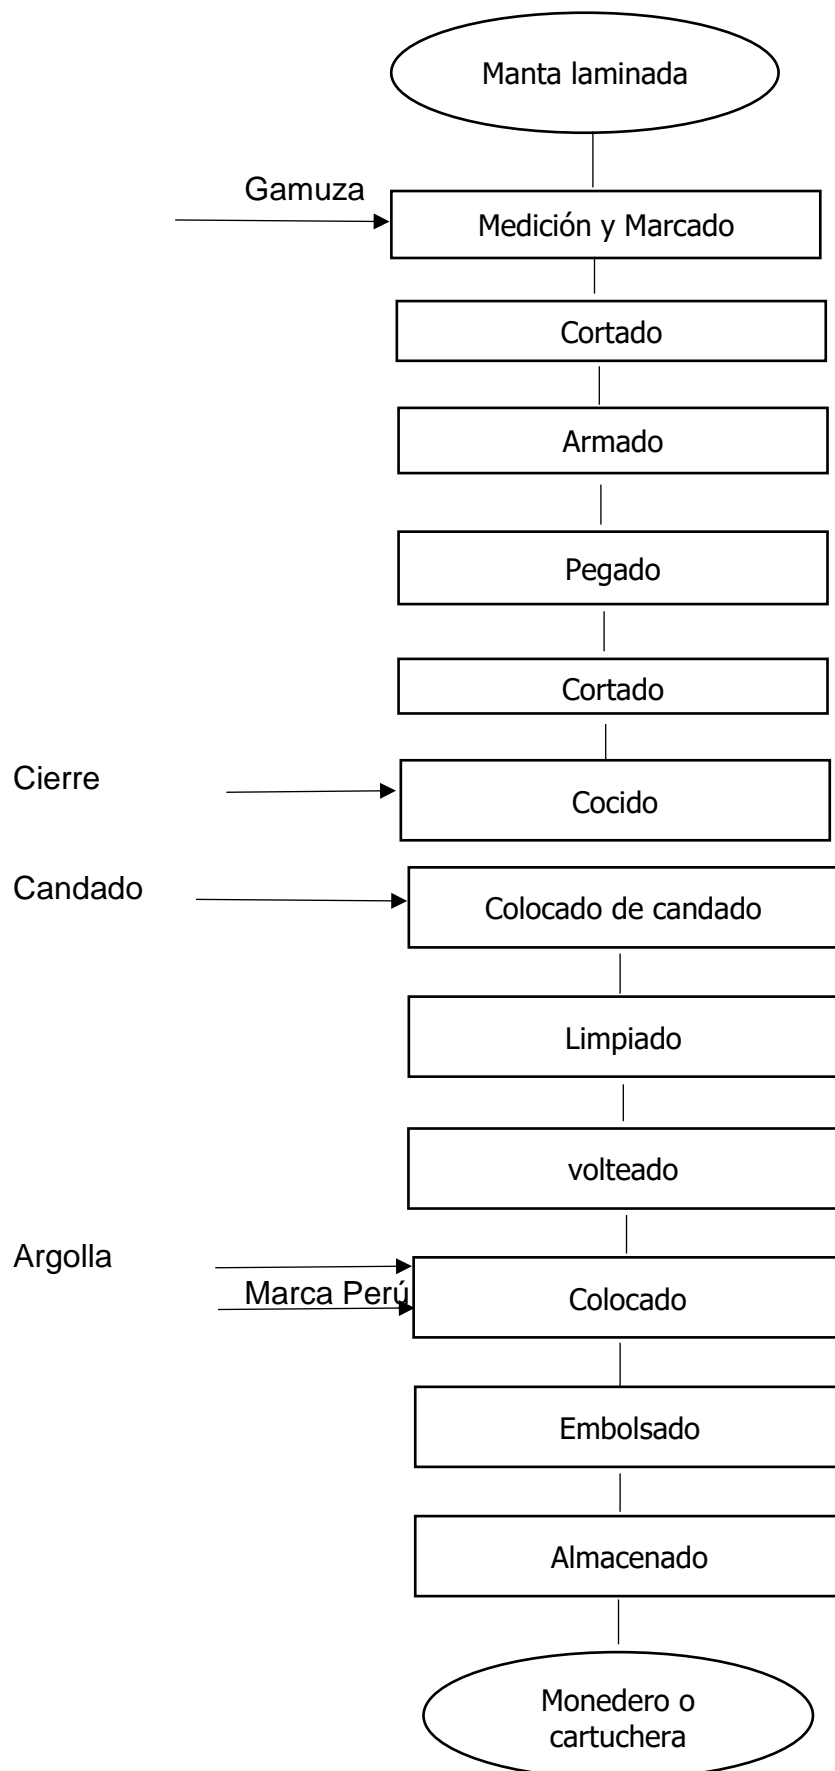 Manta laminada
Gamuza
Medición y Marcado
Cortado
Armado
Pegado
Cortado
Cierre
Cocido
Candado
Colocado de candado
Limpiado
volteado
Argolla
Marca Perú
Colocado
Embolsado
Almacenado
Monedero o
cartuchera